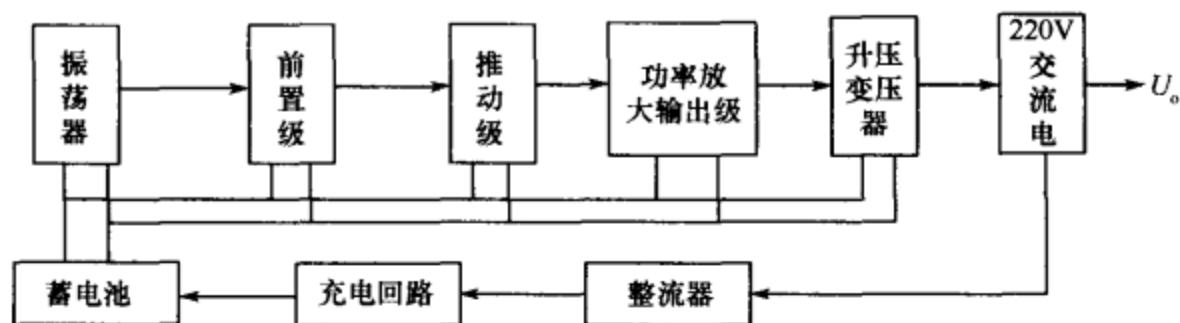 振荡器
前置级
推动级
功率放
大输出级
升压
变压
器
220V
交流电
Uₒ
蓄电池
充电回路
整流器